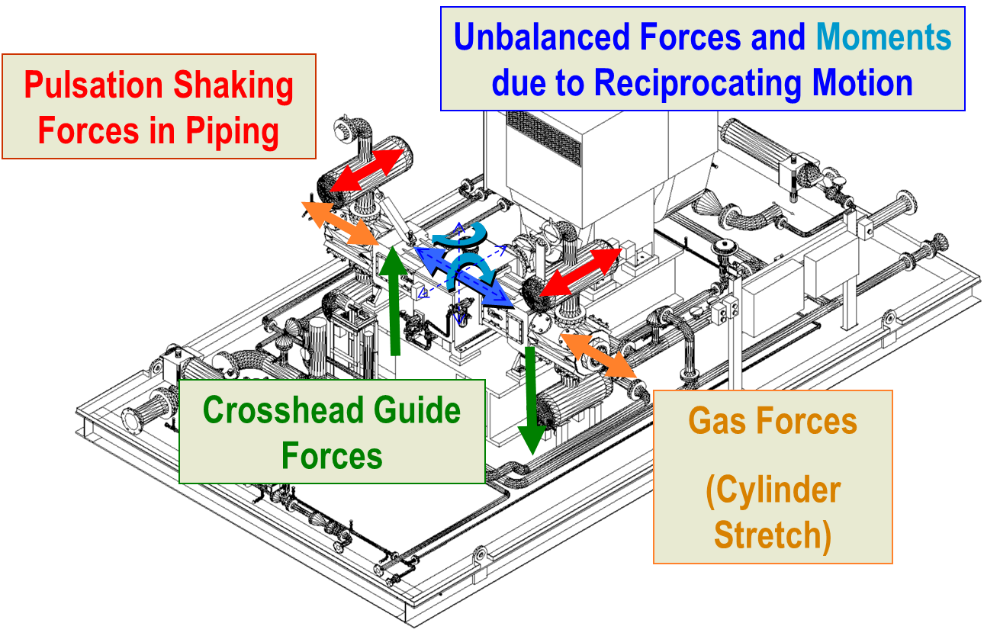 Unbalanced Forces and Moments
due to Reciprocating Motion
Pulsation Shaking
Forces in Piping
Crosshead Guide
Forces
Gas Forces
(Cylinder
Stretch)